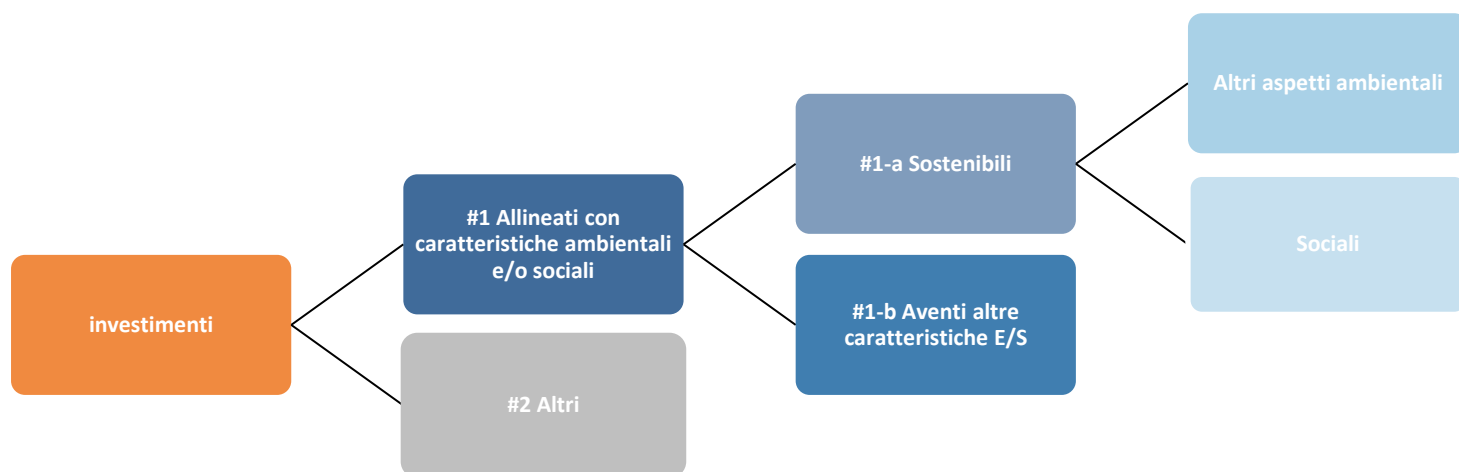 investimenti
#1 Allineati con
caratteristiche ambientali
e/o sociali
#2 Altri
#1-a Sostenibili
#1-b Aventi altre
caratteristiche E/S
Altri aspetti ambientali
Sociali